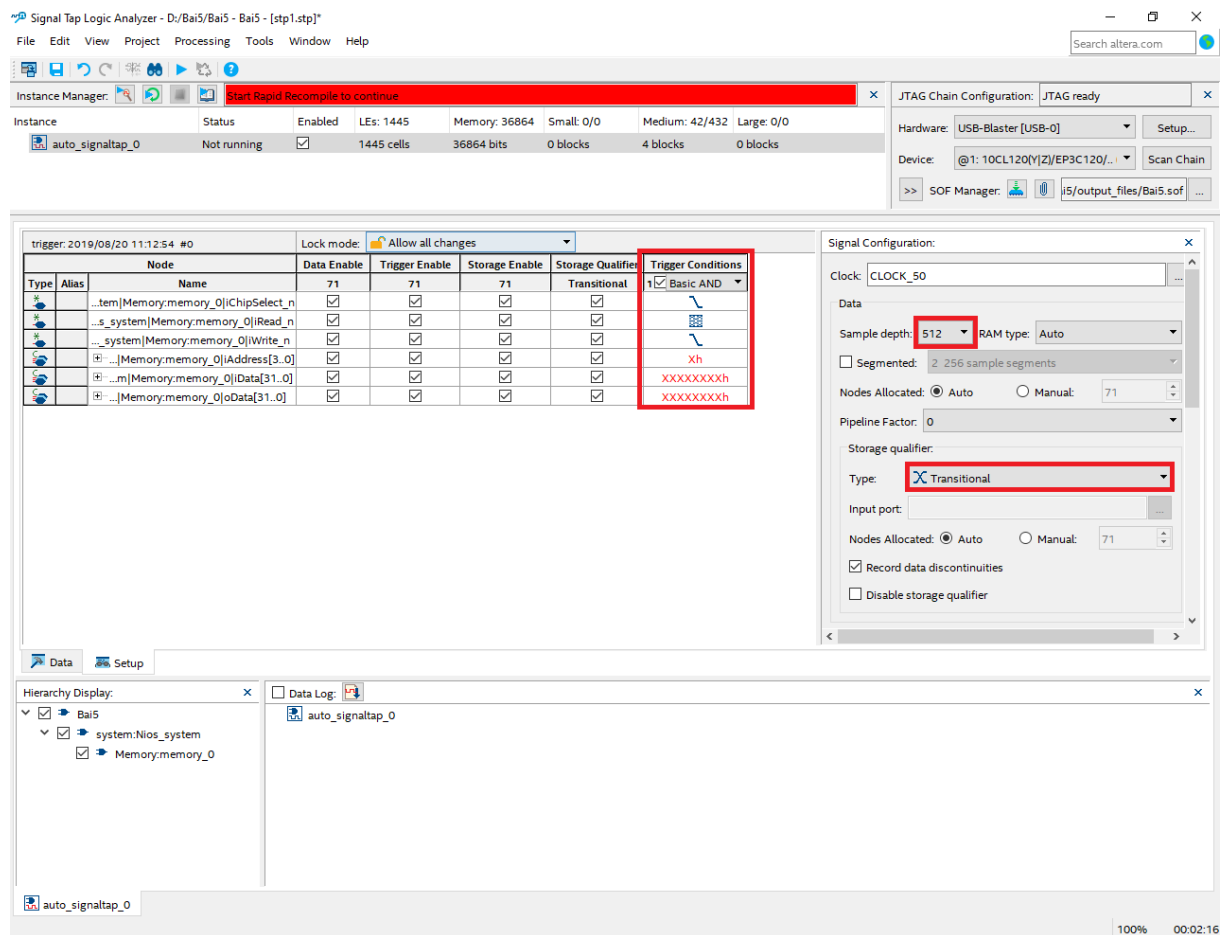 Signal Tap Logic Analyzer - D:/Bai5/Bai5 - Bai5 - [stp1.stp]*
File Edit View Project Processing Tools Window Help
Search altera.com
Instance Manager: Start Rapid Recompile to continue
Instance Status Enabled LEs: 1445 Memory: 36864 Small: 0/0 Medium: 42/432 Large: 0/0
auto_signaltap_0 Not running 1445 cells 36864 bits 0 blocks 4 blocks 0 blocks
JTAG Chain Configuration: JTAG ready
Hardware: USB-Blaster [USB-0] Setup...
Device: @1: 10CL120(Y|Z)/EP3C120/.. Scan Chain
>> SOF Manager: i5/output_files/Bai5.sof ...
trigger: 2019/08/20 11:12:54 #0 Lock mode: Allow all changes
Node Data Enable Trigger Enable Storage Enable Storage Qualifier Trigger Conditions
Type Alias Name 71 71 71 Transitional 1 Basic AND
...tem|Memory:memory_0|iChipSelect_n
...s_system|Memory:memory_0|iRead_n
..._system|Memory:memory_0|iWrite_n
...|Memory:memory_0|iAddress[3..0] Xh
...m|Memory:memory_0|iData[31..0] XXXXXXXXh
...|Memory:memory_0|oData[31..0] XXXXXXXXh
Signal Configuration:
Clock: CLOCK_50 ...
Data
Sample depth: 512 RAM type: Auto
Segmented: 2 256 sample segments
Nodes Allocated: Auto Manual: 71
Pipeline Factor: 0
Storage qualifier:
Type: Transitional
Input port: ...
Nodes Allocated: Auto Manual: 71
Record data discontinuities
Disable storage qualifier
Data Setup
Hierarchy Display:
Bai5
system:Nios_system
Memory:memory_0
Data Log:
auto_signaltap_0
auto_signaltap_0
100% 00:02:16